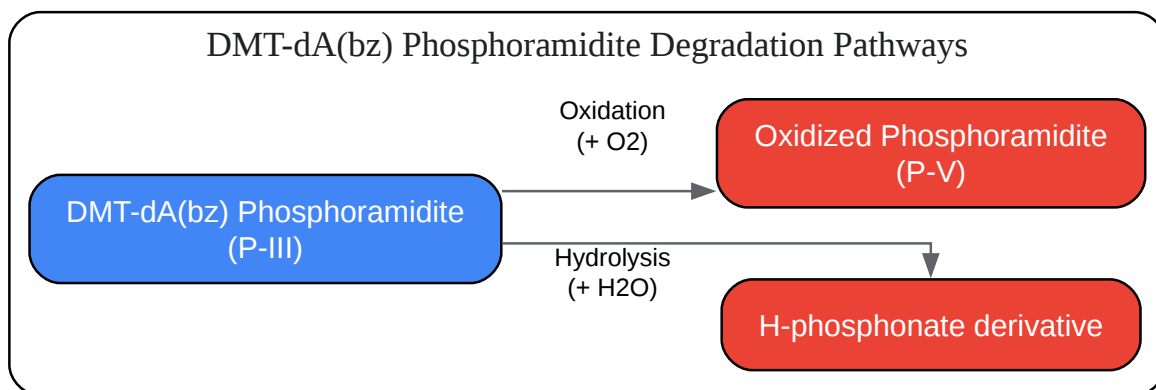 DMT-dA(bz) Phosphoramidite Degradation Pathways
Oxidation
(+ O2)
Oxidized Phosphoramidite
(P-V)
DMT-dA(bz) Phosphoramidite
(P-III)
Hydrolysis
(+ H2O)
H-phosphonate derivative